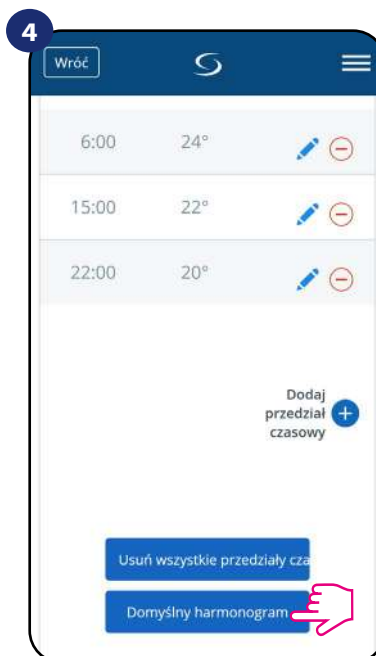 4
Wróć
6:00 24°
15:00 22°
22:00 20°
Dodaj
przedział
czasowy
Usuń wszystkie przedziały cza
Domyślny harmonogram